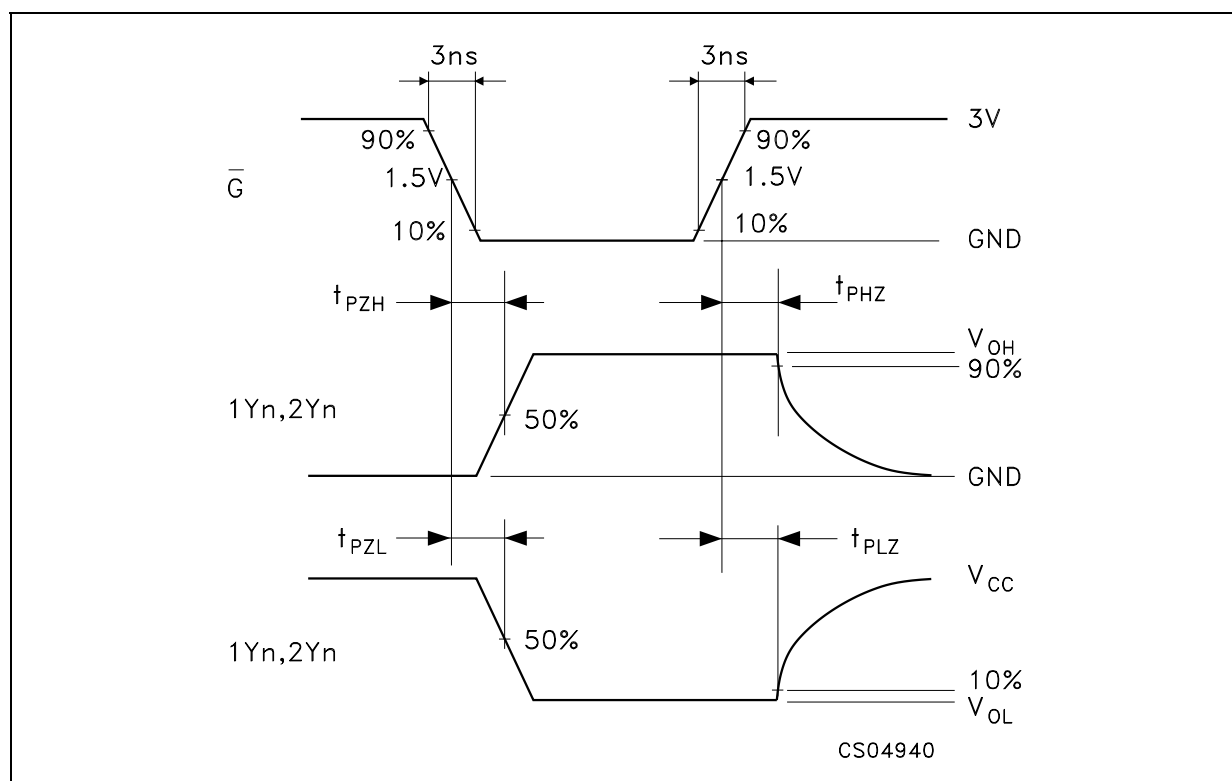 3ns 3ns
3V
90% 90%
G̅ 1.5V 1.5V
10% 10%
GND
tPZH tPHZ
VOH
90%
1Yn,2Yn 50%
GND
tPZL tPLZ
VCC
1Yn,2Yn 50%
10%
VOL
CS04940